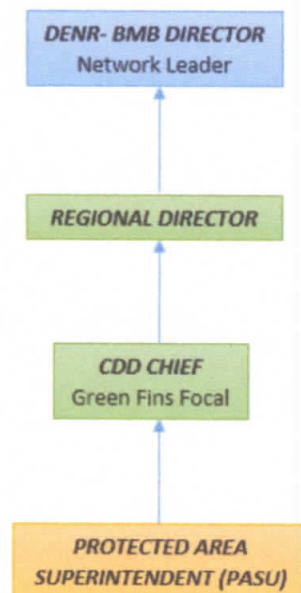 DENR- BMB DIRECTOR
Network Leader
REGIONAL DIRECTOR
CDD CHIEF
Green Fins Focal
PROTECTED AREA
SUPERINTENDENT (PASU)